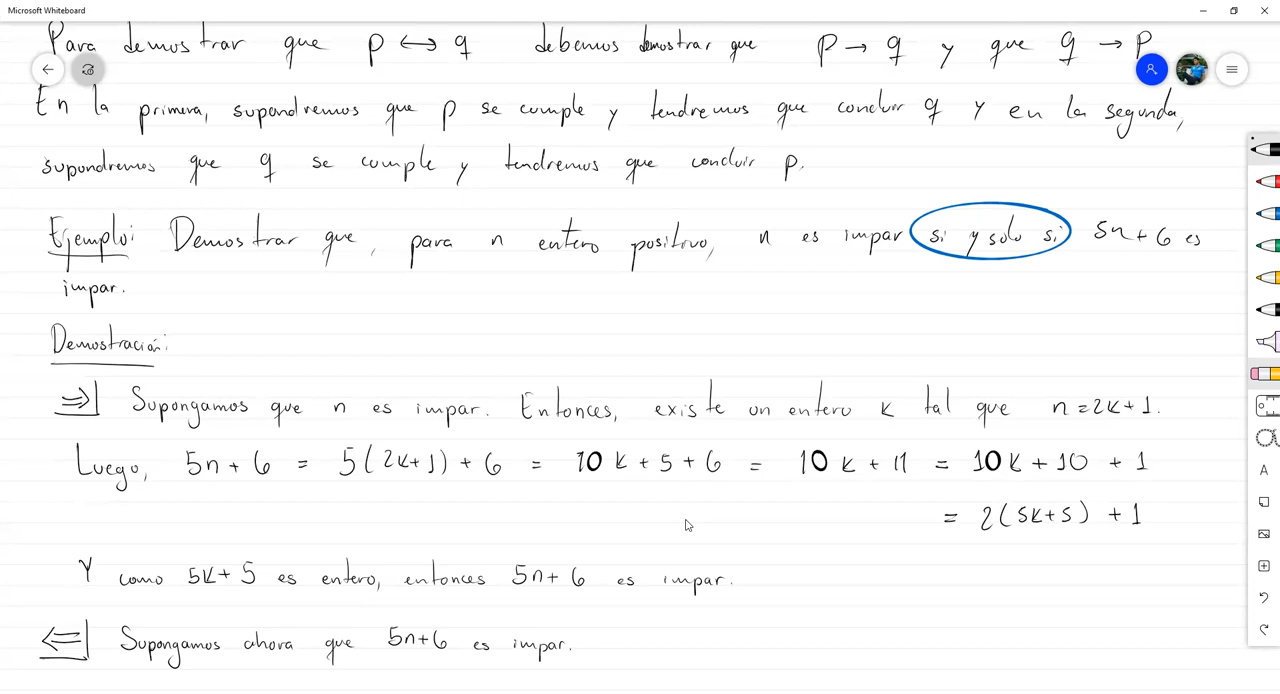 Microsoft Whiteboard
Para demostrar que p ↔ q debemos demostrar que p → q y que q → p
En la primera, supondremos que p se cumple y tendremos que concluir q y en la segunda,
supondremos que q se cumple y tendremos que concluir p.
Ejemplo: Demostrar que, para n entero positivo, n es impar si y solo si 5n + 6 es
impar.
Demostración:
⇒| Supongamos que n es impar. Entonces, existe un entero k tal que n = 2k + 1.
Luego, 5n + 6 = 5(2k+1) + 6 = 10k + 5 + 6 = 10k + 11 = 10k + 10 + 1
= 2(5k+5) + 1
Y como 5k + 5 es entero, entonces 5n + 6 es impar.
⇐| Supongamos ahora que 5n+6 es impar.